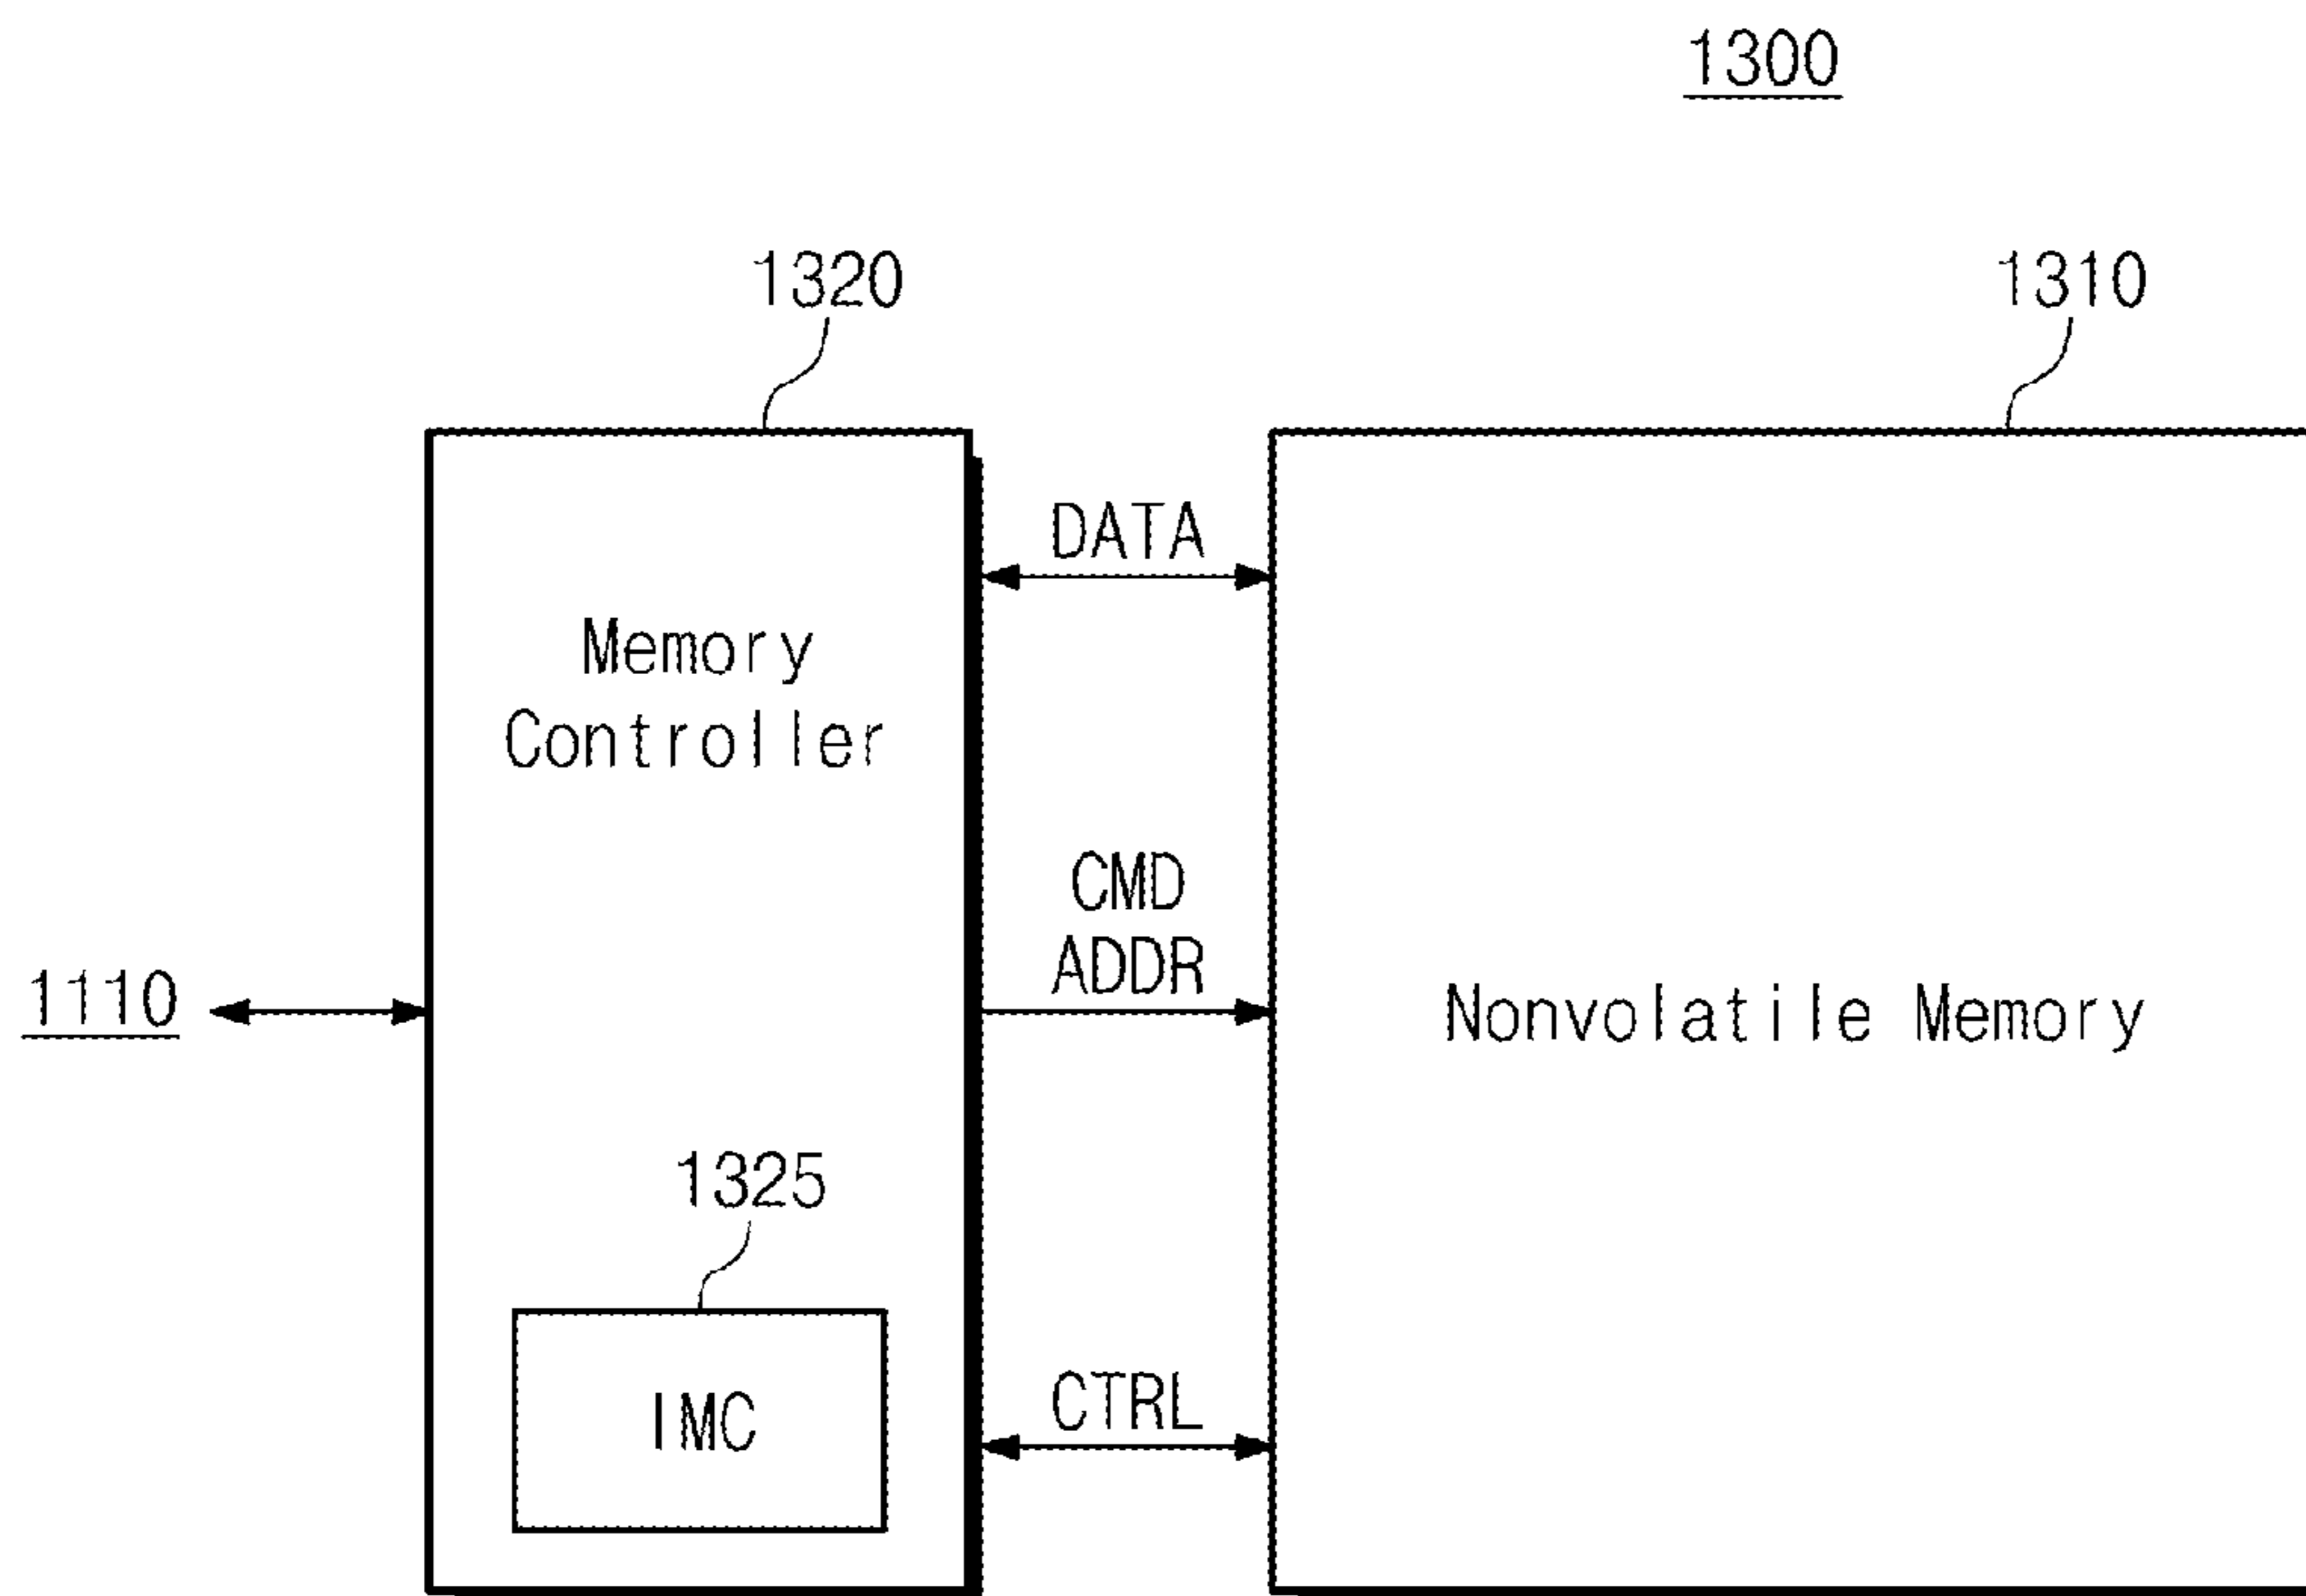 1300
1320
1310
DATA
Memory
Controller
CMD
ADDR
1110
Nonvolatile Memory
1325
IMC
CTRL